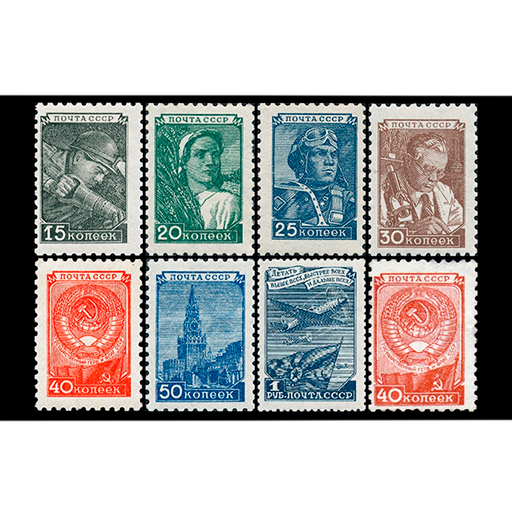 ПОЧТА СССР
15 КОПЕЕК
ПОЧТА СССР
20 КОПЕЕК
ПОЧТА СССР
25 КОПЕЕК
ПОЧТА СССР
30 КОПЕЕК
ПОЧТА СССР
40 КОПЕЕК
ПОЧТА СССР
50 КОПЕЕК
ЛЕТАТЬ
ВЫШЕ ВСЕХ, БЫСТРЕЕ ВСЕХ
И ДАЛЬШЕ ВСЕХ
1
РУБ. ПОЧТА СССР
ПОЧТА СССР
40 КОПЕЕК